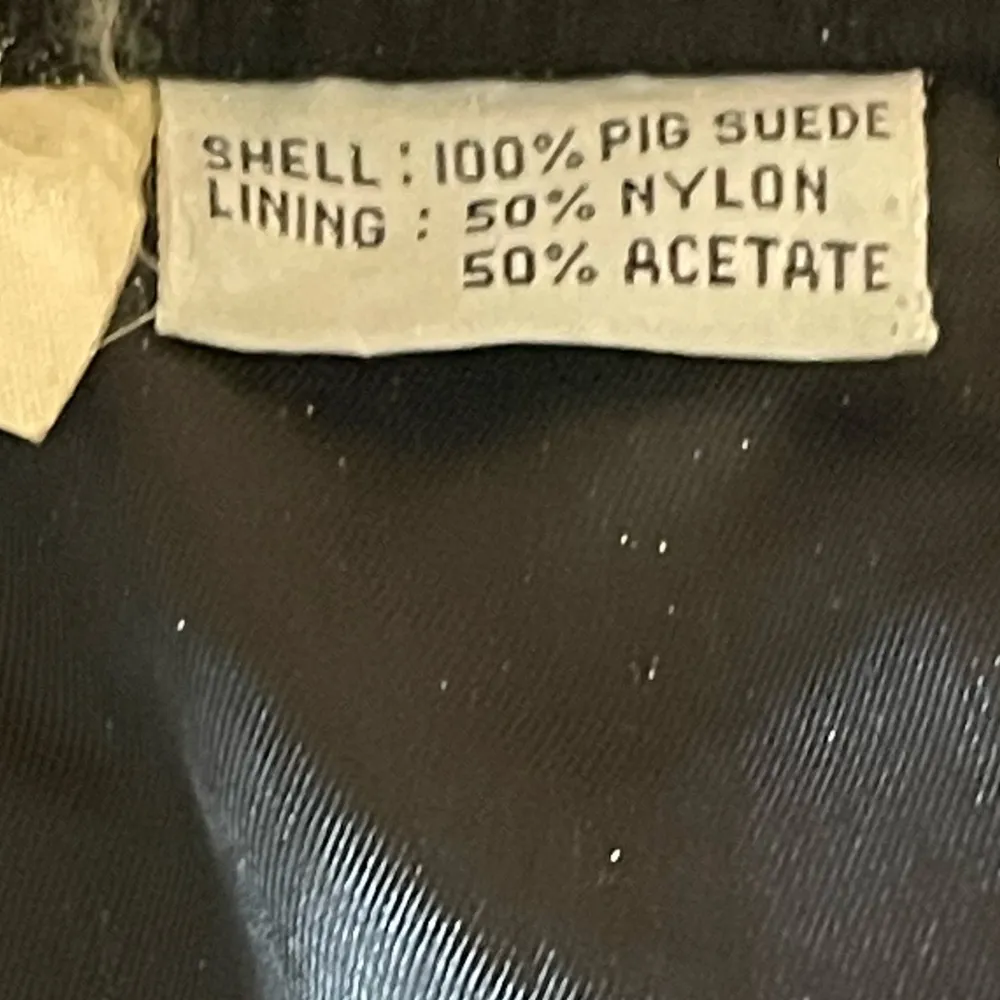 SHELL : 100% PIG SUEDE
LINING : 50% NYLON
50% ACETATE